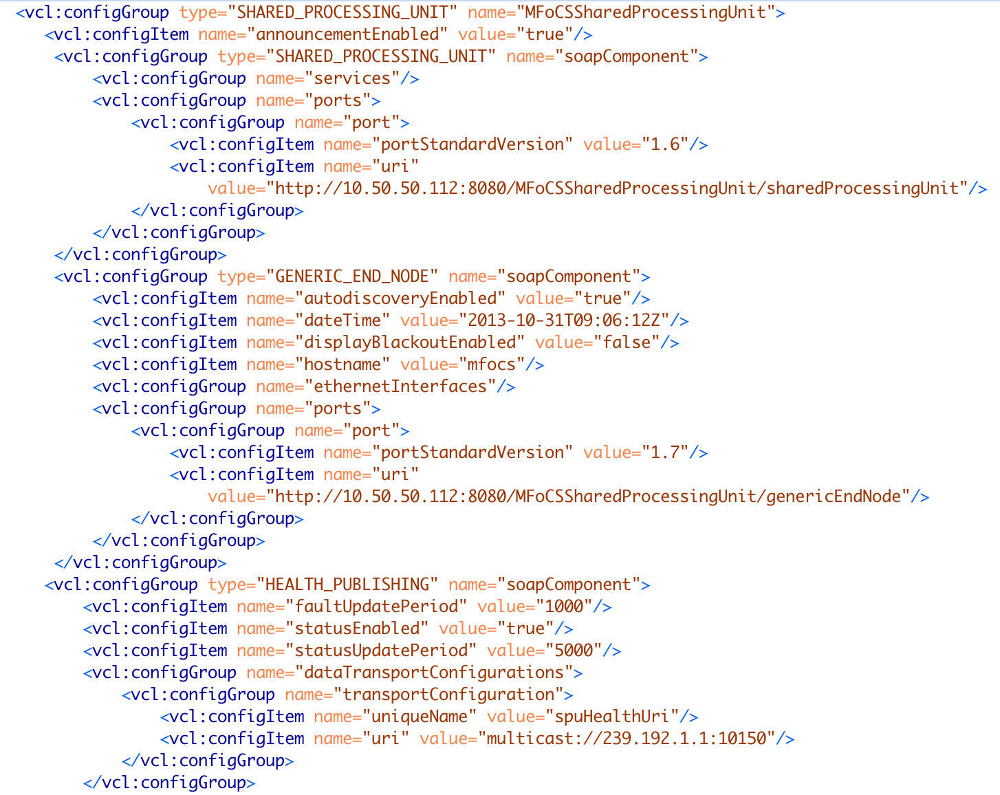 <vcl:configGroup type="SHARED_PROCESSING_UNIT" name="MFoCSSharedProcessingUnit">
<vcl:configItem name="announcementEnabled" value="true"/>
<vcl:configGroup type="SHARED_PROCESSING_UNIT" name="soapComponent">
<vcl:configGroup name="services"/>
<vcl:configGroup name="ports">
<vcl:configGroup name="port">
<vcl:configItem name="portStandardVersion" value="1.6"/>
<vcl:configItem name="uri"
value="http://10.50.50.112:8080/MFoCSSharedProcessingUnit/sharedProcessingUnit"/>
</vcl:configGroup>
</vcl:configGroup>
</vcl:configGroup>
<vcl:configGroup type="GENERIC_END_NODE" name="soapComponent">
<vcl:configItem name="autodiscoveryEnabled" value="true"/>
<vcl:configItem name="dateTime" value="2013-10-31T09:06:12Z"/>
<vcl:configItem name="displayBlackoutEnabled" value="false"/>
<vcl:configItem name="hostname" value="mfocs"/>
<vcl:configGroup name="ethernetInterfaces"/>
<vcl:configGroup name="ports">
<vcl:configGroup name="port">
<vcl:configItem name="portStandardVersion" value="1.7"/>
<vcl:configItem name="uri"
value="http://10.50.50.112:8080/MFoCSSharedProcessingUnit/genericEndNode"/>
</vcl:configGroup>
</vcl:configGroup>
</vcl:configGroup>
<vcl:configGroup type="HEALTH_PUBLISHING" name="soapComponent">
<vcl:configItem name="faultUpdatePeriod" value="1000"/>
<vcl:configItem name="statusEnabled" value="true"/>
<vcl:configItem name="statusUpdatePeriod" value="5000"/>
<vcl:configGroup name="dataTransportConfigurations">
<vcl:configGroup name="transportConfiguration">
<vcl:configItem name="uniqueName" value="spuHealthUri"/>
<vcl:configItem name="uri" value="multicast://239.192.1.1:10150"/>
</vcl:configGroup>
</vcl:configGroup>